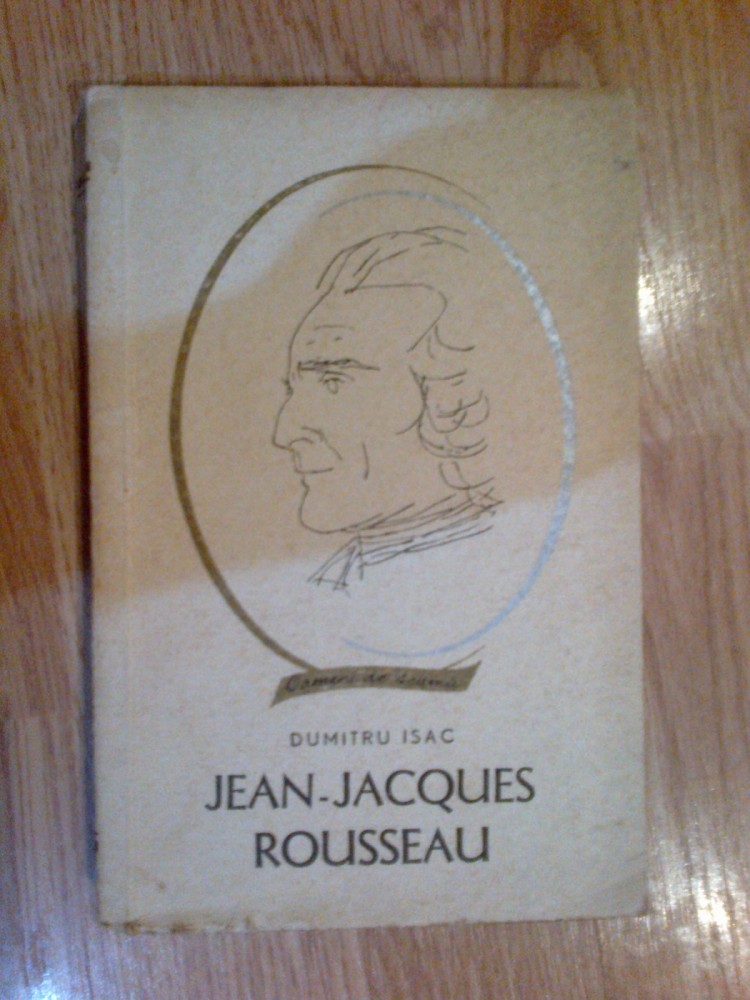 Oameni de seamă
DUMITRU ISAC
JEAN-JACQUES
ROUSSEAU